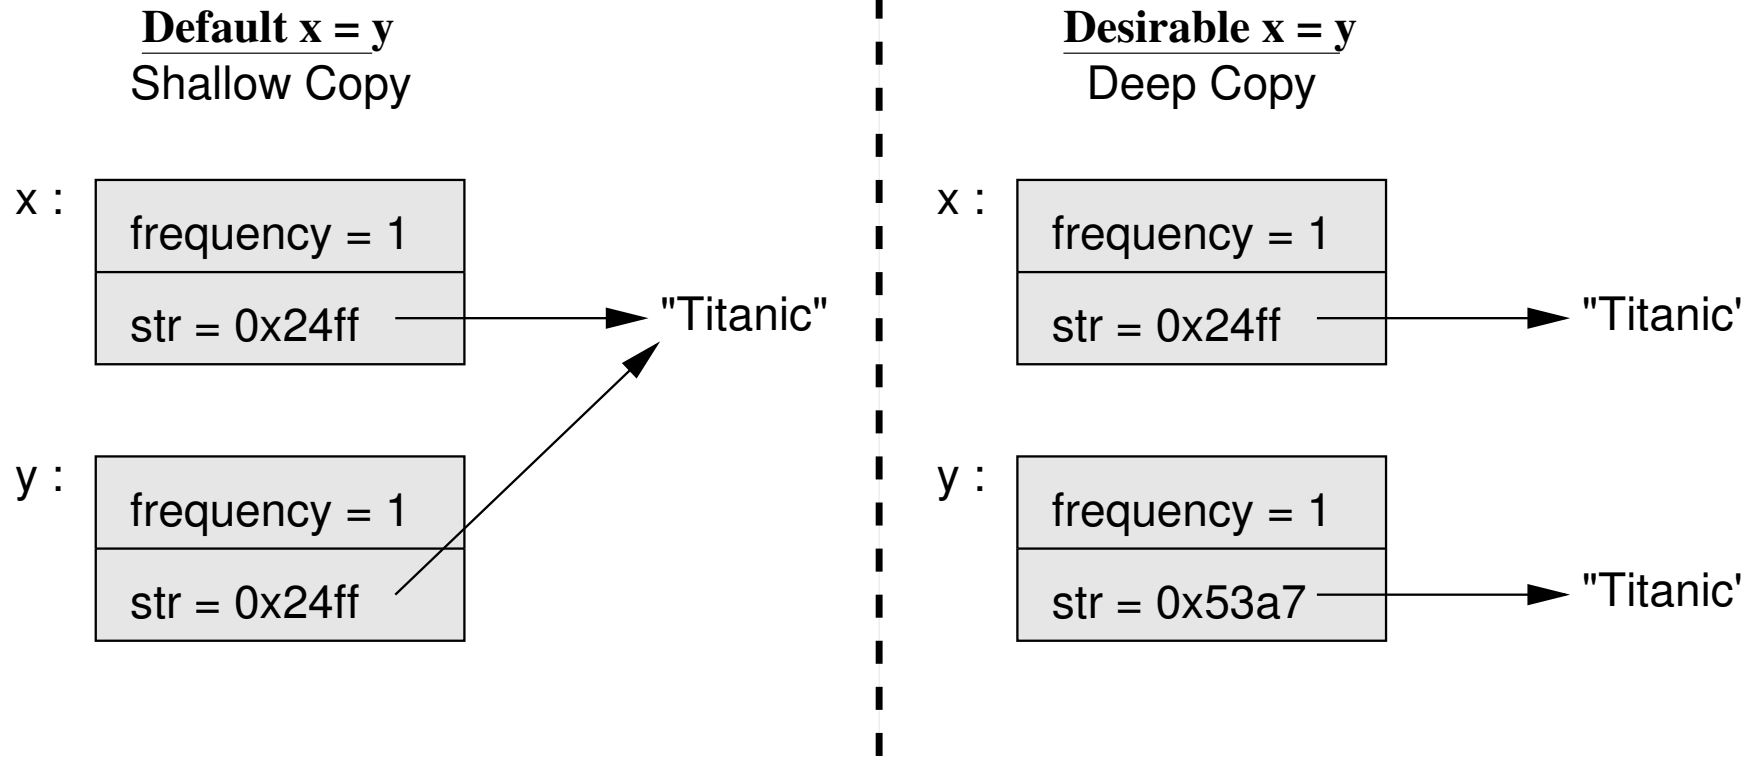 Default x = y
Shallow Copy
x :
frequency = 1
str = 0x24ff
"Titanic"
y :
frequency = 1
str = 0x24ff
Desirable x = y
Deep Copy
x :
frequency = 1
str = 0x24ff
"Titanic'
y :
frequency = 1
str = 0x53a7
"Titanic'